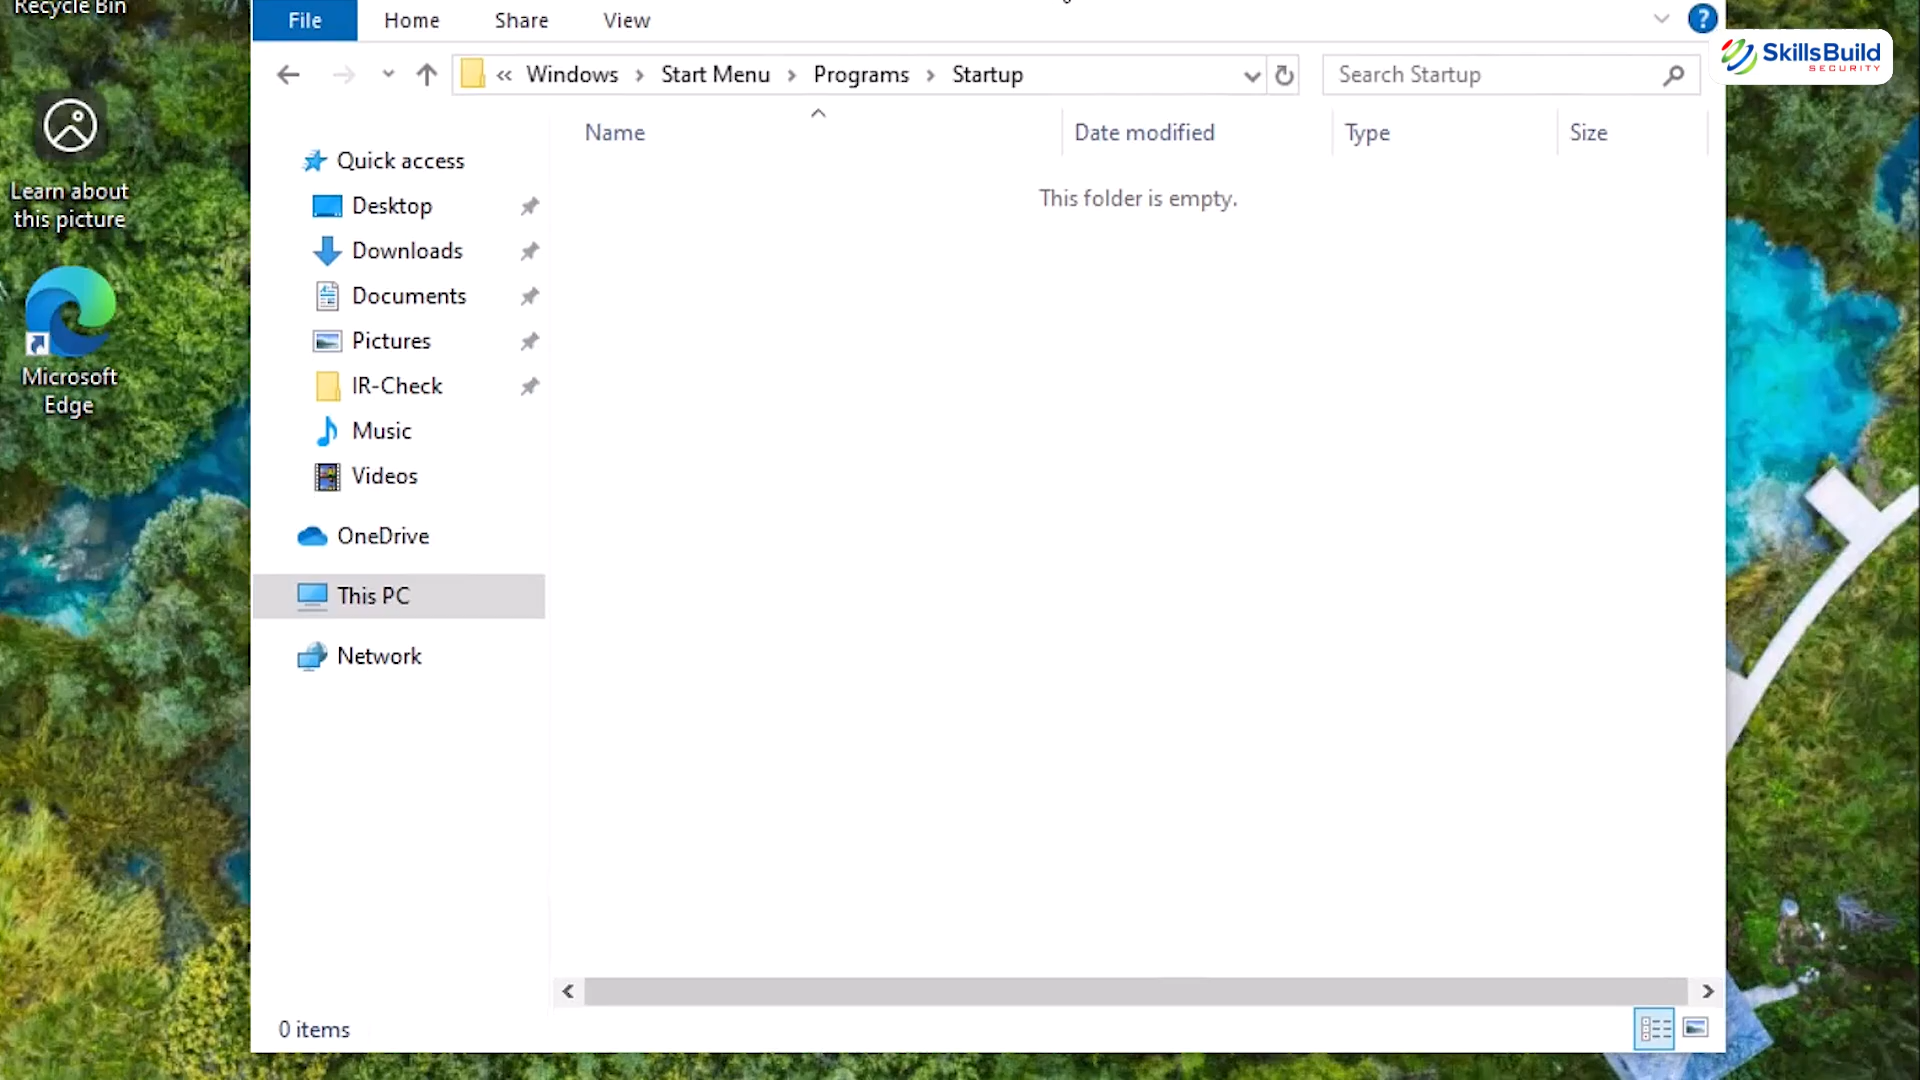 Recycle Bin
File Home Share View
?
SkillsBuild
SECURITY
« Windows › Start Menu › Programs › Startup
Search Startup
Name Date modified Type Size
This folder is empty.
Learn about
this picture
Microsoft
Edge
Quick access
Desktop
Downloads
Documents
Pictures
IR-Check
Music
Videos
OneDrive
This PC
Network
0 items